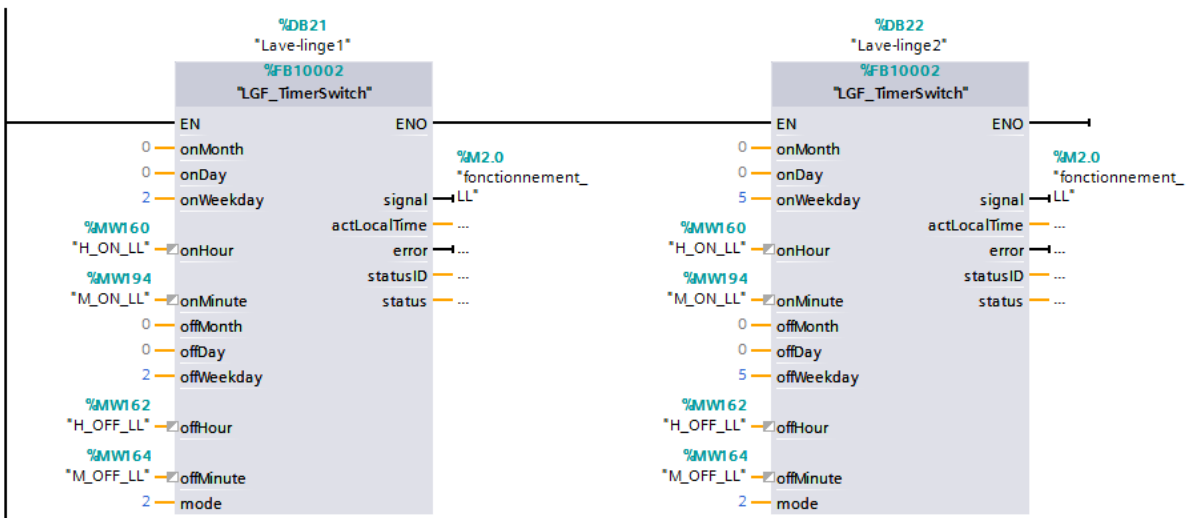 %DB21
"Lave-linge1"
%FB10002
"LGF_TimerSwitch"
EN
ENO
0
onMonth
0
onDay
2
onWeekday
signal
%M2.0
"fonctionnement_
LL"
actLocalTime
...
%MW160
"H_ON_LL"
onHour
error
...
statusID
...
%MW194
"M_ON_LL"
onMinute
status
...
0
offMonth
0
offDay
2
offWeekday
%MW162
"H_OFF_LL"
offHour
%MW164
"M_OFF_LL"
offMinute
2
mode
%DB22
"Lave-linge2"
%FB10002
"LGF_TimerSwitch"
EN
ENO
0
onMonth
0
onDay
5
onWeekday
signal
%M2.0
"fonctionnement_
LL"
actLocalTime
...
%MW160
"H_ON_LL"
onHour
error
...
statusID
...
%MW194
"M_ON_LL"
onMinute
status
...
0
offMonth
0
offDay
5
offWeekday
%MW162
"H_OFF_LL"
offHour
%MW164
"M_OFF_LL"
offMinute
2
mode